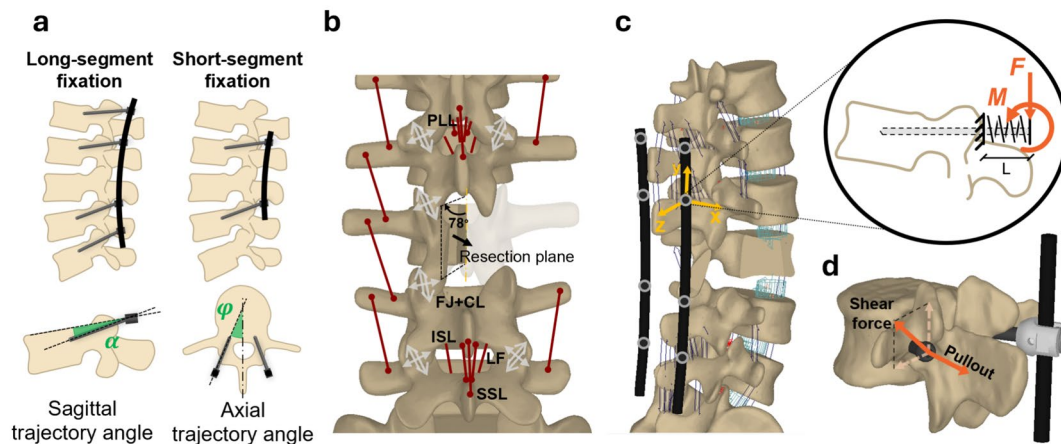 a
Long-segment
fixation
Short-segment
fixation
α
Sagittal
trajectory angle
φ
Axial
trajectory angle
b
PLL
78°
Resection plane
FJ+CL
ISL
LF
SSL
c
y
z
x
F
M
L
d
Shear
force
Pullout